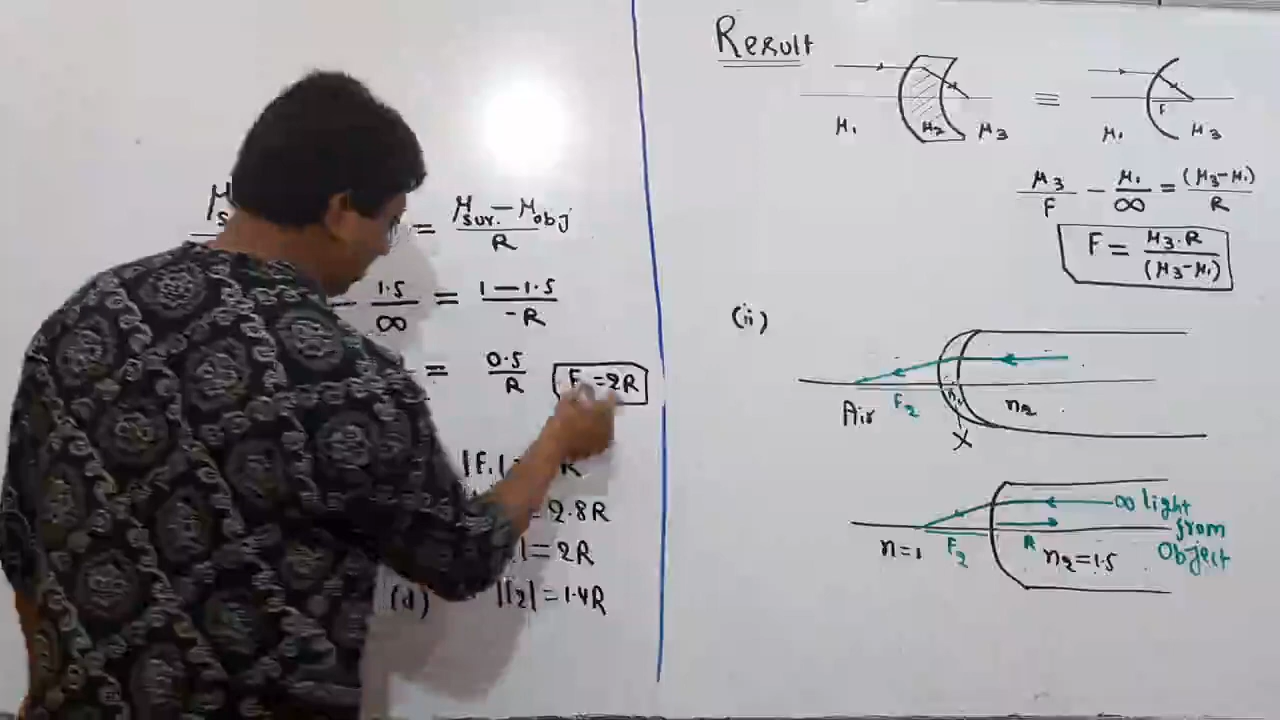 μsur. − μobj
= ─────
R
1.5 1 − 1.5
− ── = ─────
∞ −R
= 0.5/R
F = 2R
|F₁| = R
= 2.8R
| = 2R
(d) |f₂| = 1.4R
Result
μ₁ μ₂ μ₃ ≡ μ₁ F μ₃
μ₃/F − μ₁/∞ = (μ₃−μ₁)/R
F = μ₃.R/(μ₃−μ₁)
(ii)
Air F₂ n₁ n₂
X
∞ light
from
object
n=1 F₂ R n₂=1.5